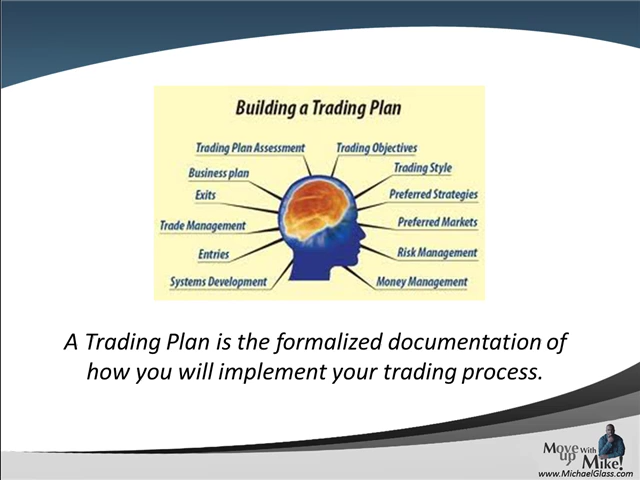 Building a Trading Plan
Trading Plan Assessment
Trading Objectives
Business plan
Trading Style
Exits
Preferred Strategies
Trade Management
Preferred Markets
Entries
Risk Management
Systems Development
Money Management
A Trading Plan is the formalized documentation of
how you will implement your trading process.
Move up With Mike!
www.MichaelGlass.com